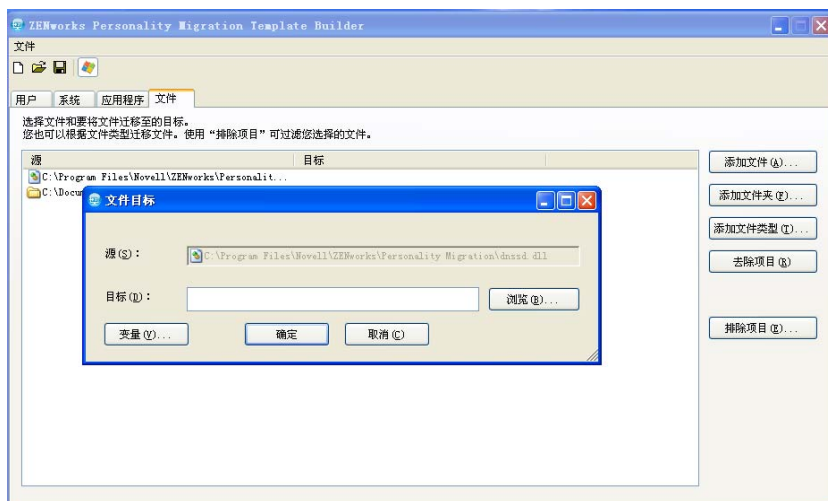 ZENworks Personality Migration Template Builder
文件
用户 系统 应用程序 文件
选择文件和要将文件迁移至的目标。
您也可以根据文件类型迁移文件。使用“排除项目”可过滤您选择的文件。
源 目标
C:\Program Files\Novell\ZENworks\Personalit...
C:\Docum
添加文件(A)...
添加文件夹(F)...
添加文件类型(T)...
去除项目(R)
排除项目(E)...
文件目标
源(S)：
C:\Program Files\Novell\ZENworks\Personality Migration\dnssd.dll
目标(D)：
浏览(B)...
变量(V)... 确定 取消(C)